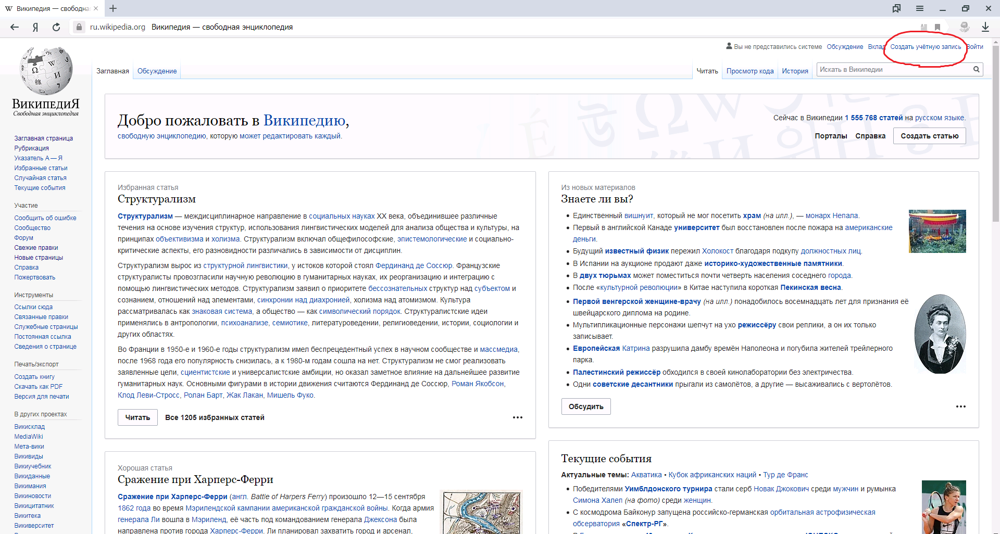 Википедия — свободна
ru.wikipedia.org Википедия — свободная энциклопедия
Вы не представились системе Обсуждение Вклад Создать учётную запись Войти
Заглавная Обсуждение Читать Просмотр кода История Искать в Википедии
ВикипедиЯ
Свободная энциклопедия
Заглавная страница
Рубрикация
Указатель А — Я
Избранные статьи
Случайная статья
Текущие события
Участие
Сообщить об ошибке
Сообщество
Форум
Свежие правки
Новые страницы
Справка
Пожертвовать
Инструменты
Ссылки сюда
Связанные правки
Служебные страницы
Постоянная ссылка
Сведения о странице
Печать/экспорт
Создать книгу
Скачать как PDF
Версия для печати
В других проектах
Викисклад
MediaWiki
Мета-вики
Викивиды
Викиучебник
Викиданные
Викимания
Викиновости
Викицитатник
Викитека
Викиверситет
Добро пожаловать в Википедию,
свободную энциклопедию, которую может редактировать каждый.
Сейчас в Википедии 1 555 768 статей на русском языке.
Порталы Справка Создать статью
Избранная статья
Структурализм
Структурализм — междисциплинарное направление в социальных науках XX века, объединившее различные
течения на основе изучения структур, использования лингвистических моделей для анализа общества и культуры, на
принципах объективизма и холизма. Структурализм включал общефилософские, эпистемологические и социально-
критические аспекты, его разновидности различались в зависимости от дисциплин.
Структурализм вырос из структурной лингвистики, у истоков которой стоял Фердинанд де Соссюр. Французские
структуралисты провозгласили научную революцию в гуманитарных науках, их реорганизацию и интеграцию с
помощью лингвистических методов. Структурализм заявил о приоритете бессознательных структур над субъектом и
сознанием, отношений над элементами, синхронии над диахронией, холизма над атомизмом. Культура
рассматривалась как знаковая система, а общество — как символический порядок. Структуралистские идеи
применялись в антропологии, психоанализе, семиотике, литературоведении, религиоведении, истории, социологии и
других областях.
Во Франции в 1950-е и 1960-е годы структурализм имел беспрецедентный успех в научном сообществе и массмедиа,
после 1968 года его популярность снизилась, а к 1980-м годам сошла на нет. Структурализм не смог реализовать
заявленные цели, сциентистские и универсалистские амбиции, но оказал заметное влияние на дальнейшее развитие
гуманитарных наук. Основными фигурами в истории движения считаются Фердинанд де Соссюр, Роман Якобсон,
Клод Леви-Стросс, Ролан Барт, Жак Лакан, Мишель Фуко.
Читать Все 1205 избранных статей
Хорошая статья
Сражение при Харперс-Ферри
Сражение при Харперс-Ферри (англ. Battle of Harpers Ferry) произошло 12—15 сентября
1862 года во время Мэрилендской кампании американской гражданской войны. Когда армия
генерала Ли вошла в Мэриленд, её часть под командованием генерала Джексона была
направлена против города Харперс-Ферри. Ли планировал захватить город и арсенал,
Из новых материалов
Знаете ли вы?
Единственный вишнуит, который не мог посетить храм (на илл.), — монарх Непала.
Первый в английской Канаде университет был восстановлен после пожара на американские
деньги.
Будущий известный физик пережил Холокост благодаря подкупу должностных лиц.
В Испании на аукционе продают даже историко-художественные памятники.
В двух тюрьмах может поместиться почти четверть населения соседнего города.
После «культурной революции» в Китае наступила короткая Пекинская весна.
Первой венгерской женщине-врачу (на илл.) понадобилось восемнадцать лет для признания её
швейцарского диплома на родине.
Мультипликационные персонажи шепчут на ухо режиссёру свои реплики, а он их только
записывает.
Европейская Катрина разрушила дамбу времён Наполеона и погубила жителей трейлерного
парка.
Палестинский режиссёр обходился в своей кинолаборатории без электричества.
Одни советские десантники прыгали из самолётов, а другие — высаживались с вертолётов.
Обсудить
Текущие события
Актуальные темы: Акватика • Кубок африканских наций • Тур де Франс
Победителями Уимблдонского турнира стали серб Новак Джокович среди мужчин и румынка
Симона Халеп (на фото) среди женщин.
С космодрома Байконур запущена российско-германская орбитальная астрофизическая
обсерватория «Спектр-РГ».